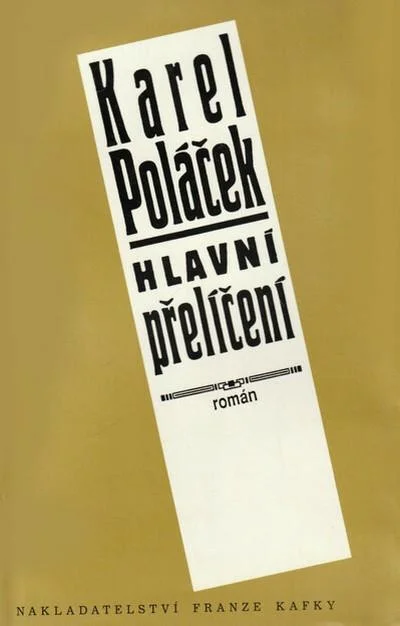 Karel
Poláček
HLAVNÍ
přelíčení
román
NAKLADATELSTVÍ FRANZE KAFKY